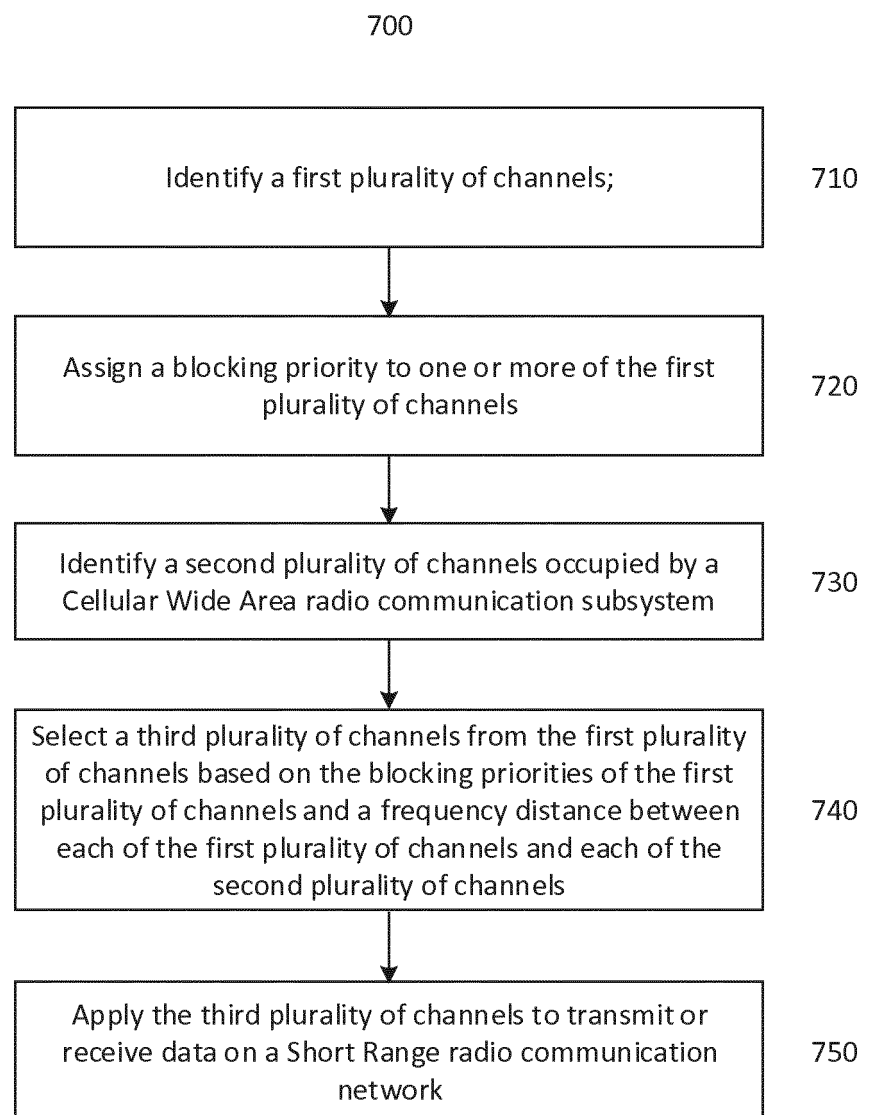 700
Identify a first plurality of channels;
710
Assign a blocking priority to one or more of the first
plurality of channels
720
Identify a second plurality of channels occupied by a
Cellular Wide Area radio communication subsystem
730
Select a third plurality of channels from the first plurality
of channels based on the blocking priorities of the first
plurality of channels and a frequency distance between
each of the first plurality of channels and each of the
second plurality of channels
740
Apply the third plurality of channels to transmit or
receive data on a Short Range radio communication
network
750